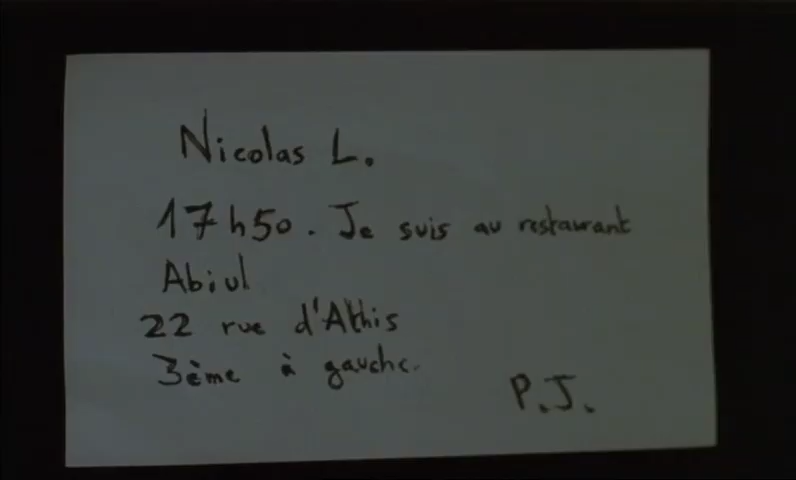 Nicolas L.
17h50. Je suis au restaurant
Abiul
22 rue d'Athis
3ème à gauche.
P.J.